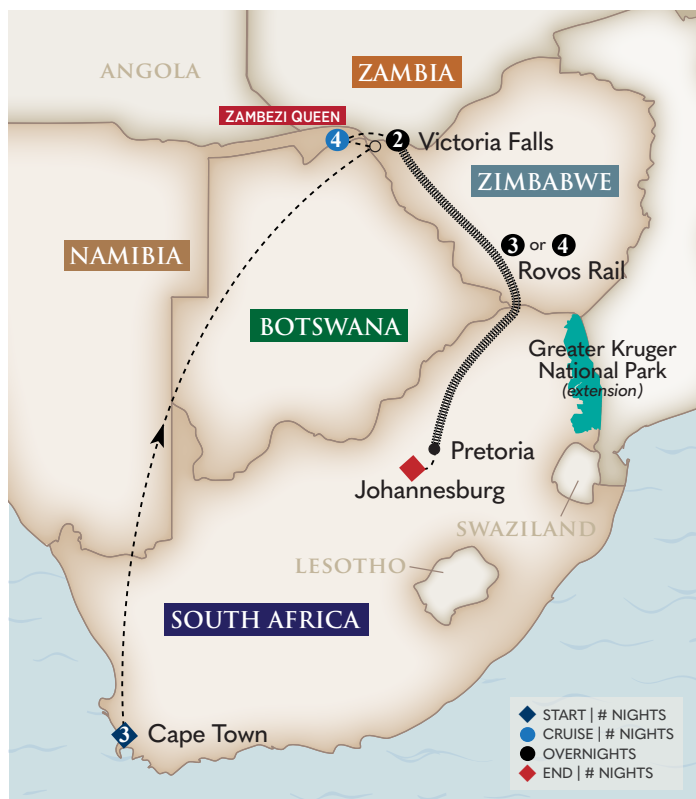 ANGOLA
ZAMBIA
ZAMBEZI QUEEN
4
2 Victoria Falls
ZIMBABWE
NAMIBIA
3 or 4
Rovos Rail
BOTSWANA
Greater Kruger
National Park
(extension)
Pretoria
Johannesburg
SWAZILAND
LESOTHO
SOUTH AFRICA
3 Cape Town
START | # NIGHTS
CRUISE | # NIGHTS
OVERNIGHTS
END | # NIGHTS